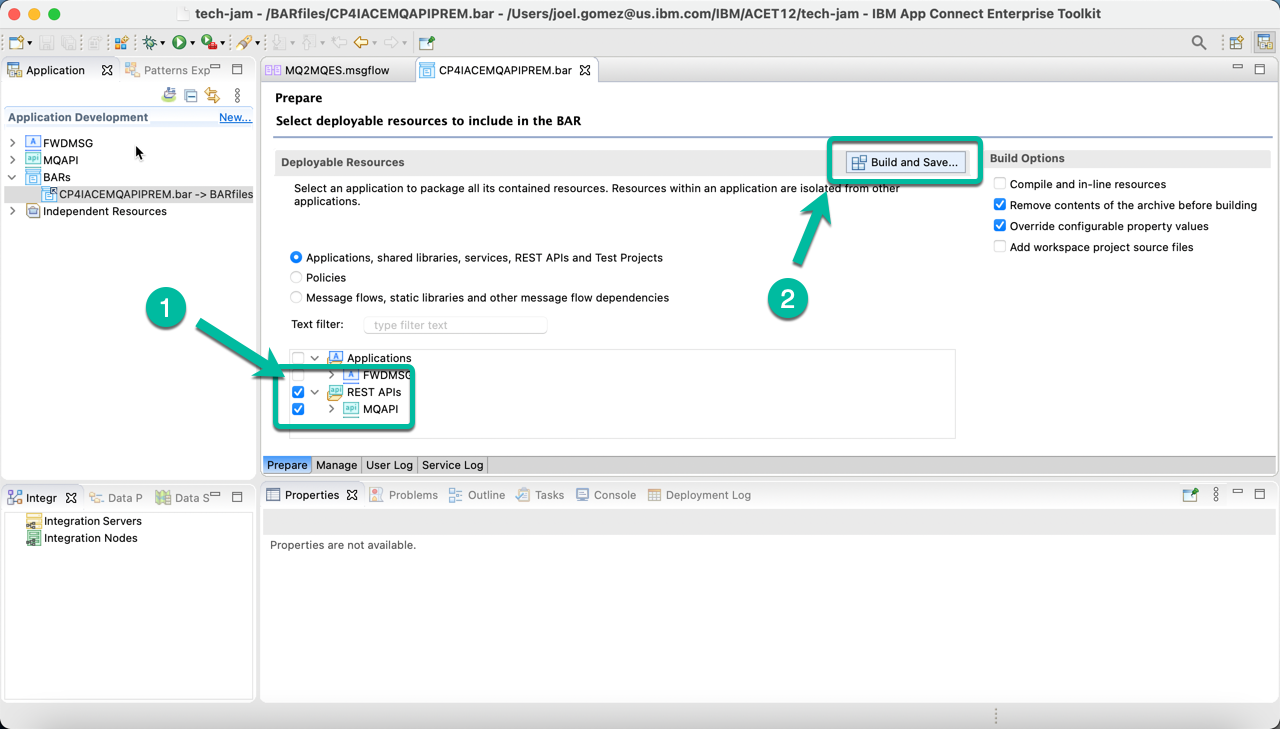 tech-jam - /BARfiles/CP4IACEMQAPIPREM.bar - /Users/joel.gomez@us.ibm.com/IBM/ACET12/tech-jam - IBM App Connect Enterprise Toolkit
Application
Patterns Exp
Application Development
New...
FWDMSG
MQAPI
BARs
CP4IACEMQAPIPREM.bar -> BARfiles
Independent Resources
MQ2MQES.msgflow
CP4IACEMQAPIPREM.bar
Prepare
Select deployable resources to include in the BAR
Deployable Resources
Build and Save...
Select an application to package all its contained resources. Resources within an application are isolated from other
applications.
Applications, shared libraries, services, REST APIs and Test Projects
Policies
Message flows, static libraries and other message flow dependencies
Text filter:
type filter text
Applications
FWDMSG
REST APIs
MQAPI
1
2
Build Options
Compile and in-line resources
Remove contents of the archive before building
Override configurable property values
Add workspace project source files
Prepare
Manage
User Log
Service Log
Integr
Data P
Data S
Integration Servers
Integration Nodes
Properties
Problems
Outline
Tasks
Console
Deployment Log
Properties are not available.